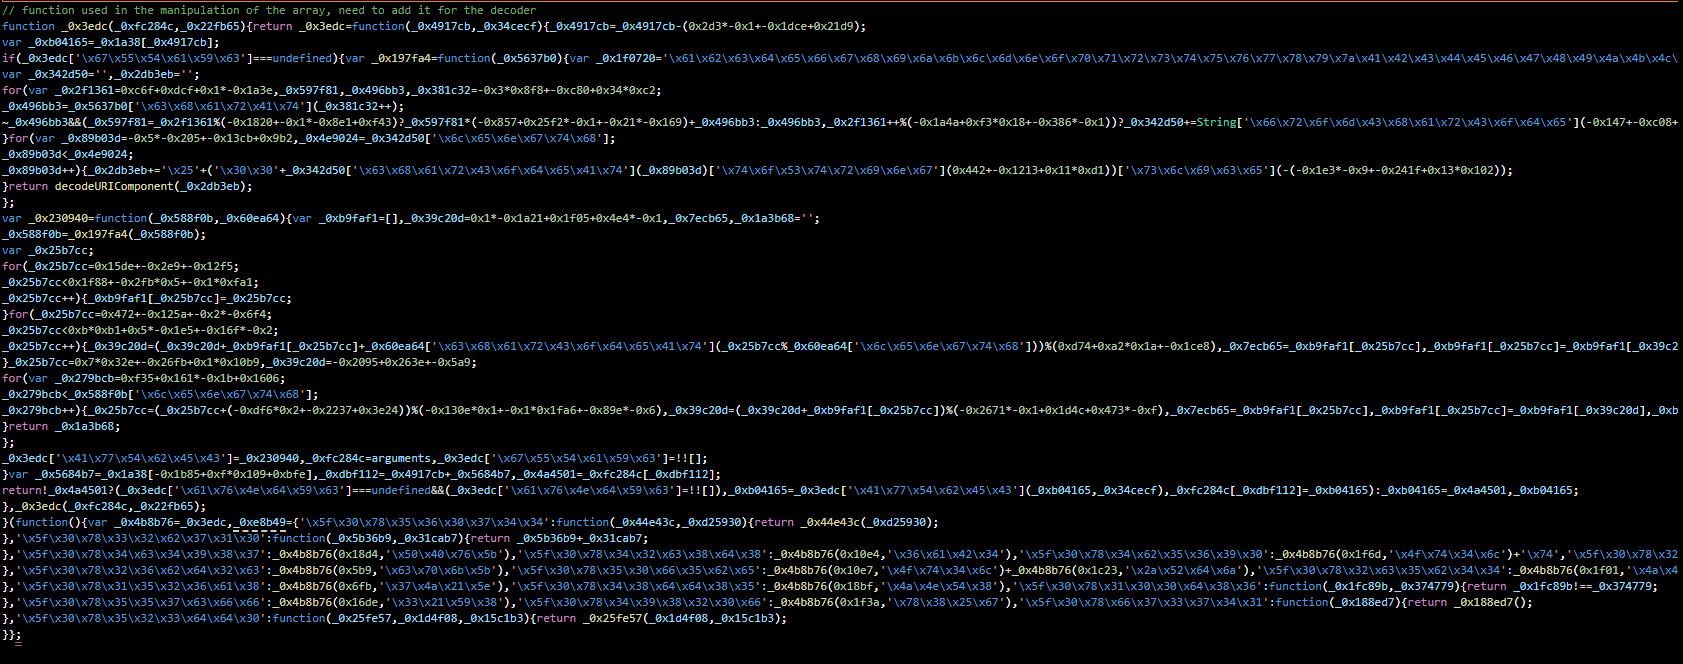 // function used in the manipulation of the array, need to add it for the decoder
function _0x3edc(_0xfc284c,_0x22fb65){return _0x3edc=function(_0x4917cb,_0x34cecf){_0x4917cb=_0x4917cb-(0x2d3*-0x1+-0x1dce+0x21d9);
var _0xb04165=_0x1a38[_0x4917cb];
if(_0x3edc['\x67\x55\x54\x61\x59\x63']===undefined){var _0x197fa4=function(_0x5637b0){var _0x1f0720='\x61\x62\x63\x64\x65\x66\x67\x68\x69\x6a\x6b\x6c\x6d\x6e\x6f\x70\x71\x72\x73\x74\x75\x76\x77\x78\x79\x7a\x41\x42\x43\x44\x45\x46\x47\x48\x49\x4a\x4b\x4c\
var _0x342d50='',_0x2db3eb='';
for(var _0x2f1361=0xc6f+0xdcf+0x1*-0x1a3e,_0x597f81,_0x496bb3,_0x381c32=-0x3*0x8f8+-0xc80+0x34*0xc2;
_0x496bb3=_0x5637b0['\x63\x68\x61\x72\x41\x74'](_0x381c32++);
~_0x496bb3&&(_0x597f81=_0x2f1361%(-0x1820+-0x1*-0x8e1+0xf43)?_0x597f81*(-0x857+0x25f2*-0x1+-0x21*-0x169)+_0x496bb3:_0x496bb3,_0x2f1361++%(-0x1a4a+0xf3*0x18+-0x386*-0x1))?_0x342d50+=String['\x66\x72\x6f\x6d\x43\x68\x61\x72\x43\x6f\x64\x65'](-0x147+-0xc08+
}for(var _0x89b03d=-0x5*-0x205+-0x13cb+0x9b2,_0x4e9024=_0x342d50['\x6c\x65\x6e\x67\x74\x68'];
_0x89b03d<_0x4e9024;
_0x89b03d++){_0x2db3eb+='\x25'+('\x30\x30'+_0x342d50['\x63\x68\x61\x72\x43\x6f\x64\x65\x41\x74'](_0x89b03d)['\x74\x6f\x53\x74\x72\x69\x6e\x67'](0x442+-0x1213+0x11*0xd1))['\x73\x6c\x69\x63\x65'](-(-0x1e3*-0x9+-0x241f+0x13*0x102));
}return decodeURIComponent(_0x2db3eb);
};
var _0x230940=function(_0x588f0b,_0x60ea64){var _0xb9faf1=[],_0x39c20d=0x1*-0x1a21+0x1f05+0x4e4*-0x1,_0x7ecb65,_0x1a3b68='';
_0x588f0b=_0x197fa4(_0x588f0b);
var _0x25b7cc;
for(_0x25b7cc=0x15de+-0x2e9+-0x12f5;
_0x25b7cc<0x1f88+-0x2fb*0x5+-0x1*0xfa1;
_0x25b7cc++){_0xb9faf1[_0x25b7cc]=_0x25b7cc;
}for(_0x25b7cc=0x472+-0x125a+-0x2*-0x6f4;
_0x25b7cc<0xb*0xb1+0x5*-0x1e5+-0x16f*-0x2;
_0x25b7cc++){_0x39c20d=(_0x39c20d+_0xb9faf1[_0x25b7cc]+_0x60ea64['\x63\x68\x61\x72\x43\x6f\x64\x65\x41\x74'](_0x25b7cc%_0x60ea64['\x6c\x65\x6e\x67\x74\x68']))%(0xd74+0xa2*0x1a+-0x1ce8),_0x7ecb65=_0xb9faf1[_0x25b7cc],_0xb9faf1[_0x25b7cc]=_0xb9faf1[_0x39c2
}_0x25b7cc=0x7*0x32e+-0x26fb+0x1*0x10b9,_0x39c20d=-0x2095+0x263e+-0x5a9;
for(var _0x279bcb=0xf35+0x161*-0x1b+0x1606;
_0x279bcb<_0x588f0b['\x6c\x65\x6e\x67\x74\x68'];
_0x279bcb++){_0x25b7cc=(_0x25b7cc+(-0xdf6*0x2+-0x2237+0x3e24))%(-0x130e*0x1+-0x1*0x1fa6+-0x89e*-0x6),_0x39c20d=(_0x39c20d+_0xb9faf1[_0x25b7cc])%(-0x2671*-0x1+0x1d4c+0x473*-0xf),_0x7ecb65=_0xb9faf1[_0x25b7cc],_0xb9faf1[_0x25b7cc]=_0xb9faf1[_0x39c20d],_0xb
}return _0x1a3b68;
};
_0x3edc['\x41\x77\x54\x62\x45\x43']=_0x230940,_0xfc284c=arguments,_0x3edc['\x67\x55\x54\x61\x59\x63']=!![];
}var _0x5684b7=_0x1a38[-0x1b85+0xf*0x109+0xbfe],_0xdbf112=_0x4917cb+_0x5684b7,_0x4a4501=_0xfc284c[_0xdbf112];
return!_0x4a4501?(_0x3edc['\x61\x76\x4e\x64\x59\x63']===undefined&&(_0x3edc['\x61\x76\x4e\x64\x59\x63']=!![]),_0xb04165=_0x3edc['\x41\x77\x54\x62\x45\x43'](_0xb04165,_0x34cecf),_0xfc284c[_0xdbf112]=_0xb04165):_0xb04165=_0x4a4501,_0xb04165;
},_0x3edc(_0xfc284c,_0x22fb65);
}(function(){var _0x4b8b76=_0x3edc,_0xe8b49={'\x5f\x30\x78\x35\x36\x30\x37\x34\x34':function(_0x44e43c,_0xd25930){return _0x44e43c(_0xd25930);
},'\x5f\x30\x78\x33\x32\x62\x37\x31\x30':function(_0x5b36b9,_0x31cab7){return _0x5b36b9+_0x31cab7;
},'\x5f\x30\x78\x34\x63\x34\x39\x38\x37':_0x4b8b76(0x18d4,'\x50\x40\x76\x5b'),'\x5f\x30\x78\x34\x32\x63\x38\x64\x38':_0x4b8b76(0x10e4,'\x36\x61\x42\x34'),'\x5f\x30\x78\x34\x62\x35\x36\x39\x30':_0x4b8b76(0x1f6d,'\x4f\x74\x34\x6c')+'\x74','\x5f\x30\x78\x32
},'\x5f\x30\x78\x32\x36\x62\x64\x32\x63':_0x4b8b76(0x5b9,'\x63\x70\x6b\x5b'),'\x5f\x30\x78\x35\x30\x66\x35\x62\x65':_0x4b8b76(0x10e7,'\x4f\x74\x34\x6c')+_0x4b8b76(0x1c23,'\x2a\x52\x64\x6a'),'\x5f\x30\x78\x32\x63\x35\x62\x34\x34':_0x4b8b76(0x1f01,'\x4a\x4
},'\x5f\x30\x78\x31\x35\x32\x36\x61\x38':_0x4b8b76(0x6fb,'\x37\x4a\x21\x5e'),'\x5f\x30\x78\x34\x38\x64\x64\x38\x35':_0x4b8b76(0x18bf,'\x4a\x4e\x54\x38'),'\x5f\x30\x78\x31\x30\x30\x64\x38\x36':function(_0x1fc89b,_0x374779){return _0x1fc89b!==_0x374779;
},'\x5f\x30\x78\x35\x35\x37\x63\x66\x66':_0x4b8b76(0x16de,'\x33\x21\x59\x38'),'\x5f\x30\x78\x34\x39\x38\x32\x30\x66':_0x4b8b76(0x1f3a,'\x78\x38\x25\x67'),'\x5f\x30\x78\x66\x37\x33\x37\x34\x31':function(_0x188ed7){return _0x188ed7();
},'\x5f\x30\x78\x35\x32\x33\x64\x64\x30':function(_0x25fe57,_0x1d4f08,_0x15c1b3){return _0x25fe57(_0x1d4f08,_0x15c1b3);
}};